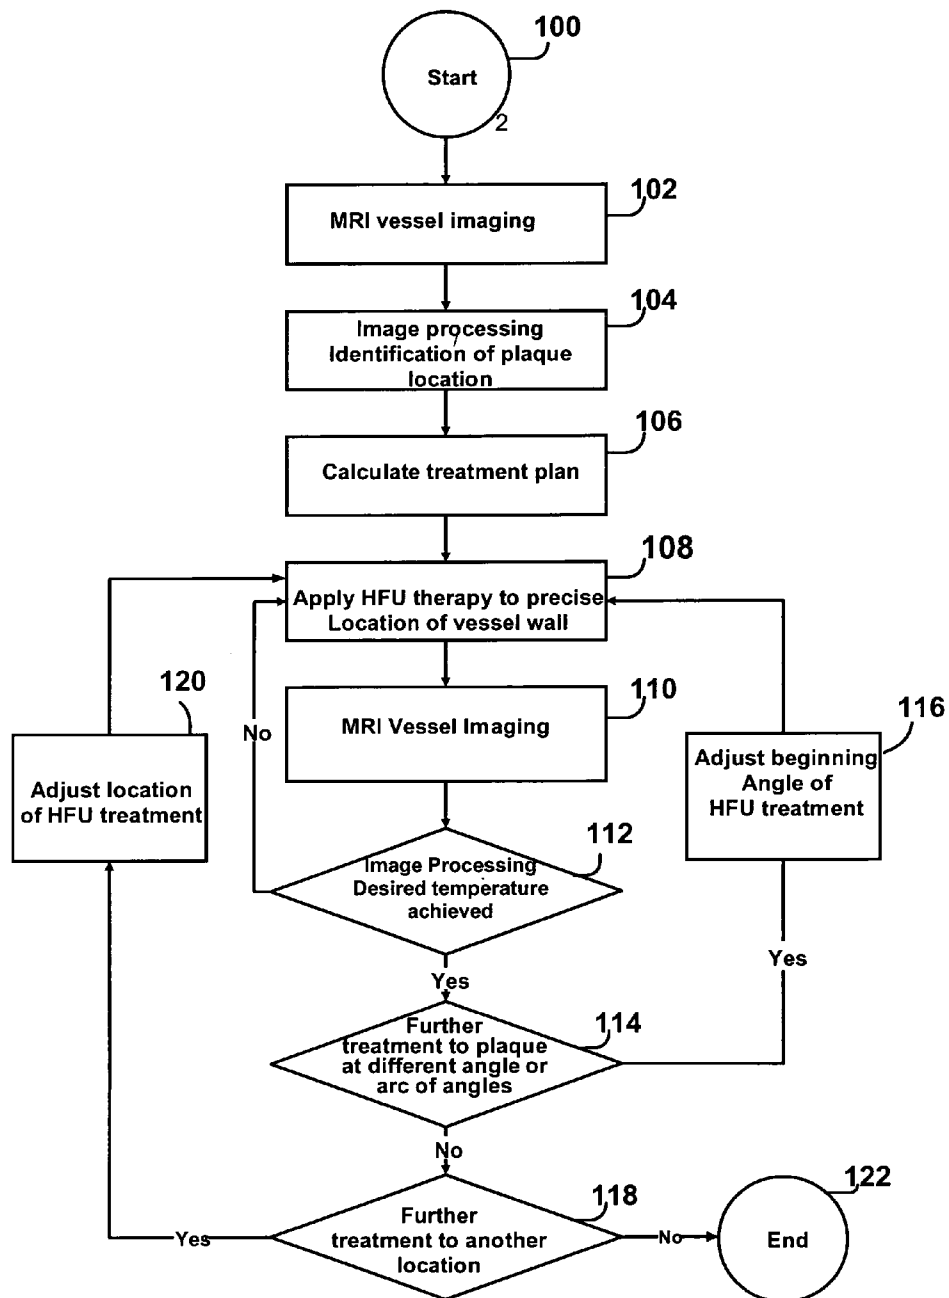 100
Start
2
102
MRI vessel imaging
104
Image processing
Identification of plaque
location
106
Calculate treatment plan
108
Apply HFU therapy to precise
Location of vessel wall
110
MRI Vessel Imaging
120
Adjust location
of HFU treatment
No
116
Adjust beginning
Angle of
HFU treatment
112
Image Processing
Desired temperature
achieved
Yes
Yes
114
Further
treatment to plaque
at different angle or
arc of angles
No
118
Further
treatment to another
location
Yes
No
122
End